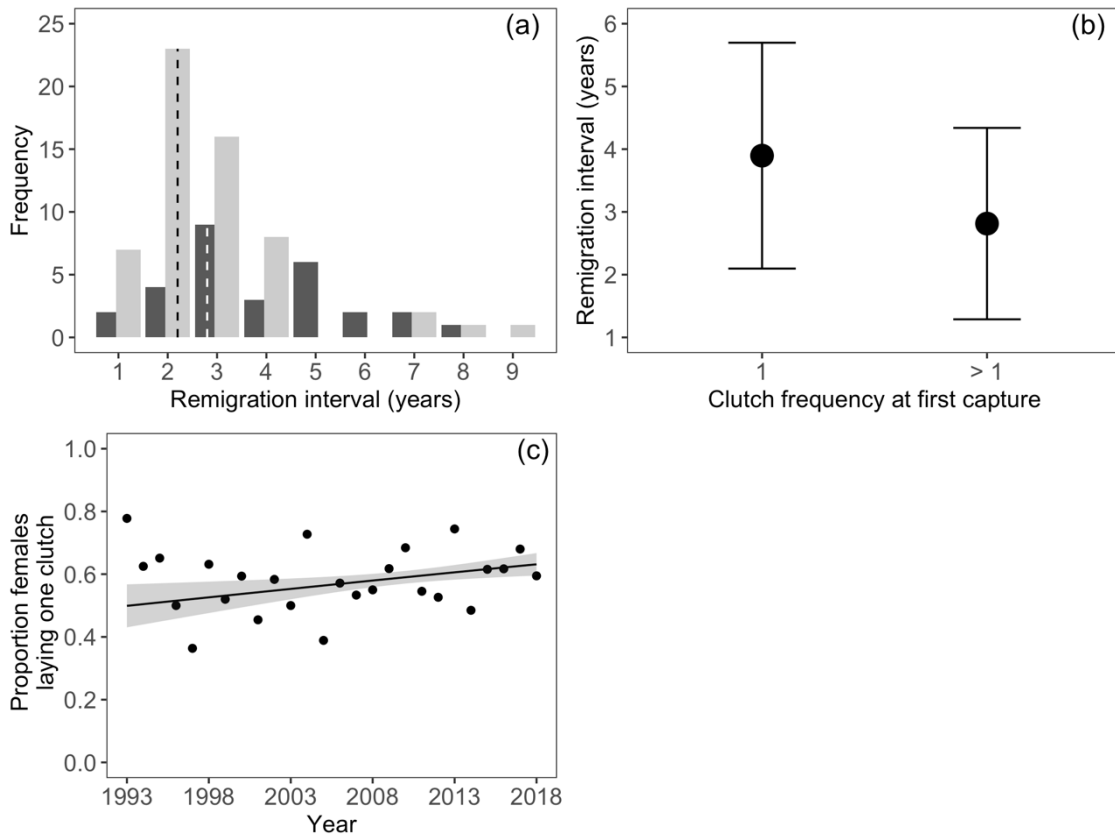 (a)
Frequency
25
20
15
10
5
0
1 2 3 4 5 6 7 8 9
Remigration interval (years)
(b)
Remigration interval (years)
6
5
4
3
2
1
1 > 1
Clutch frequency at first capture
(c)
Proportion females
laying one clutch
1.0
0.8
0.6
0.4
0.2
0.0
1993 1998 2003 2008 2013 2018
Year